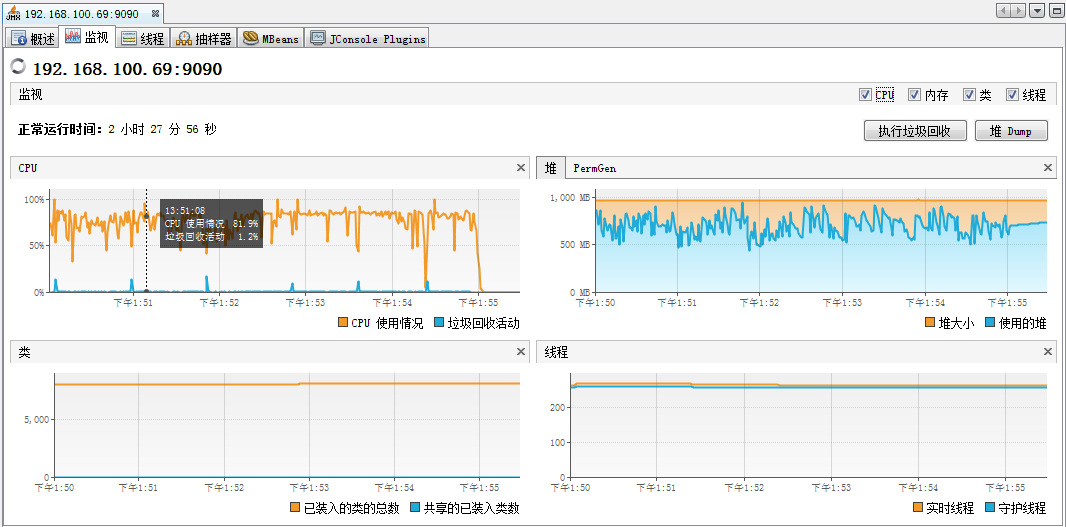 JMX 192.168.100.69:9090
概述 监视 线程 抽样器 MBeans JConsole Plugins
192.168.100.69:9090
监视 CPU 内存 类 线程
正常运行时间: 2 小时 27 分 56 秒 执行垃圾回收 堆 Dump
CPU
100%
50%
0%
13:51:08
CPU 使用情况 81.9%
垃圾回收活动 1.2%
下午1:51 下午1:52 下午1:53 下午1:54 下午1:55
CPU 使用情况 垃圾回收活动
堆 PermGen
1,000 MB
500 MB
0 MB
下午1:50 下午1:51 下午1:52 下午1:53 下午1:54 下午1:55
堆大小 使用的堆
类
5,000
0
下午1:50 下午1:51 下午1:52 下午1:53 下午1:54 下午1:55
已装入的类的总数 共享的已装入类数
线程
200
100
0
下午1:50 下午1:51 下午1:52 下午1:53 下午1:54 下午1:55
实时线程 守护线程